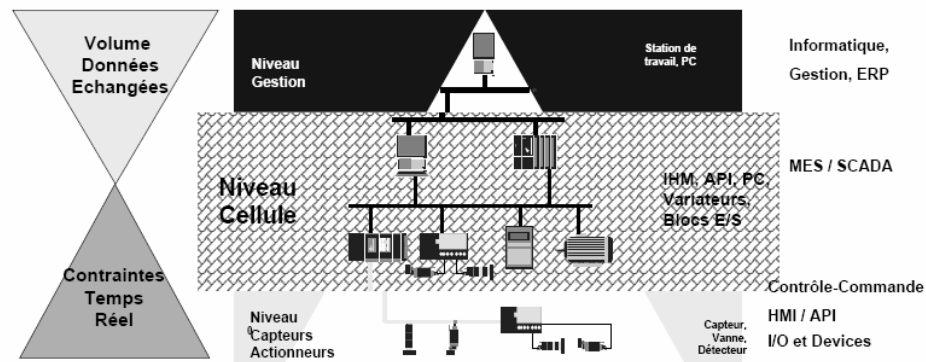 Volume
Données
Echangées
Contraintes
Temps
Réel
Niveau
Gestion
Station de
travail, PC
Niveau
Cellule
IHM, API, PC,
Variateurs,
Blocs E/S
Niveau
0
Capteurs
Actionneurs
Capteur,
Vanne,
Détecteur
Informatique,
Gestion, ERP
MES / SCADA
Contrôle-Commande
HMI / API
I/O et Devices